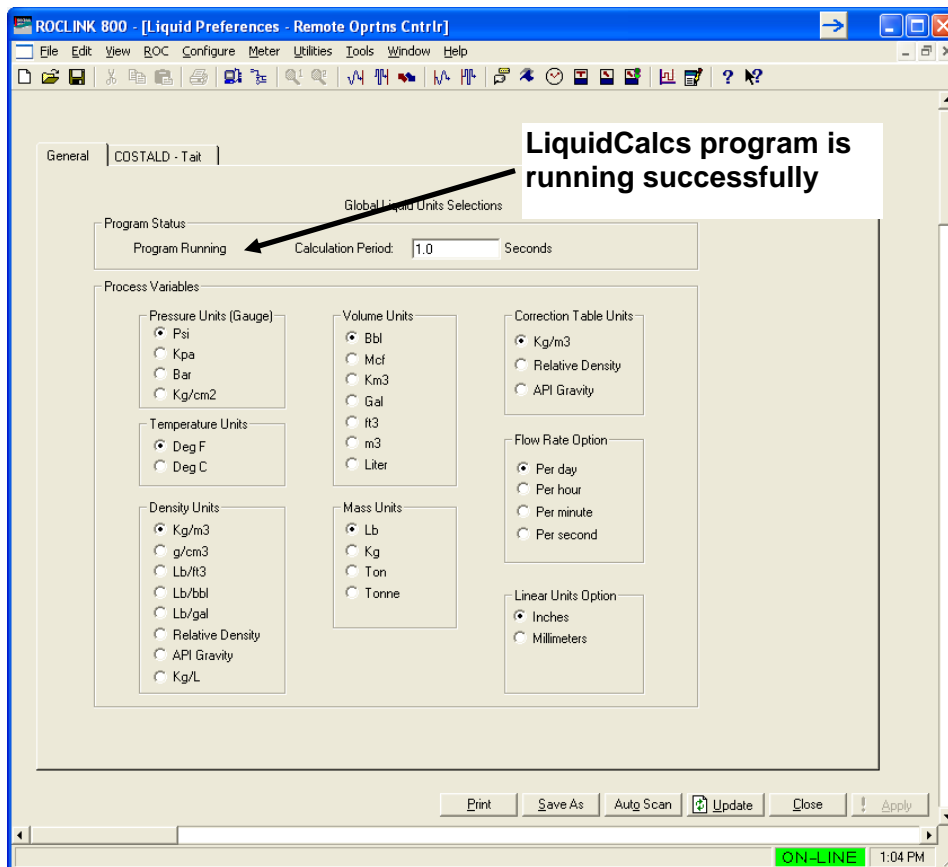 ROCLINK 800 - [Liquid Preferences - Remote Oprtns Cntrlr]
File Edit View ROC Configure Meter Utilities Tools Window Help
LiquidCalcs program is
running successfully
General COSTALD - Tait
Global Liquid Units Selections
Program Status
Program Running Calculation Period: 1.0 Seconds
Process Variables
Pressure Units (Gauge)
Psi
Kpa
Bar
Kg/cm2
Temperature Units
Deg F
Deg C
Density Units
Kg/m3
g/cm3
Lb/ft3
Lb/bbl
Lb/gal
Relative Density
API Gravity
Kg/L
Volume Units
Bbl
Mcf
Km3
Gal
ft3
m3
Liter
Mass Units
Lb
Kg
Ton
Tonne
Correction Table Units
Kg/m3
Relative Density
API Gravity
Flow Rate Option
Per day
Per hour
Per minute
Per second
Linear Units Option
Inches
Millimeters
Print Save As Auto Scan Update Close ! Apply
ON-LINE 1:04 PM